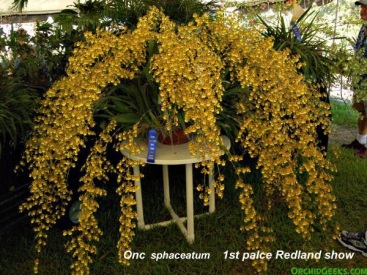 Onc sphaceatum 1st palce Redland show
OrchidGeeks.com